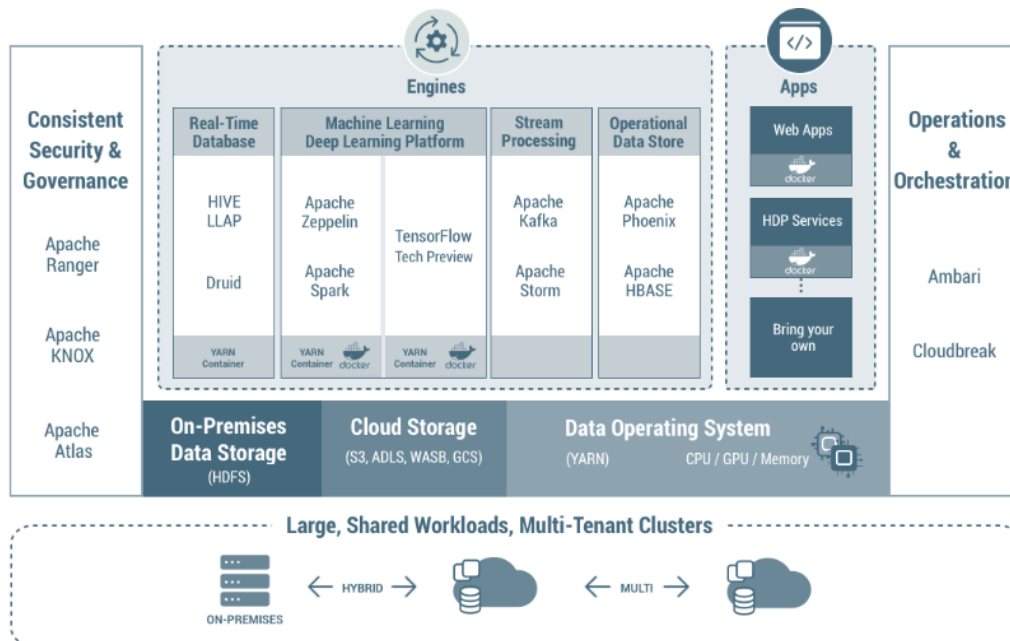 Consistent
Security &
Governance
Apache
Ranger
Apache
KNOX
Apache
Atlas
Engines
Real-Time
Database
HIVE
LLAP
Druid
YARN
Container
Machine Learning
Deep Learning Platform
Apache
Zeppelin
Apache
Spark
YARN
Container
docker
TensorFlow
Tech Preview
YARN
Container
docker
Stream
Processing
Apache
Kafka
Apache
Storm
Operational
Data Store
Apache
Phoenix
Apache
HBASE
</>
Apps
Web Apps
docker
HDP Services
docker
Bring your
own
Operations
&
Orchestration
Ambari
Cloudbreak
On-Premises
Data Storage
(HDFS)
Cloud Storage
(S3, ADLS, WASB, GCS)
Data Operating System
(YARN) CPU / GPU / Memory
Large, Shared Workloads, Multi-Tenant Clusters
ON-PREMISES
HYBRID
MULTI